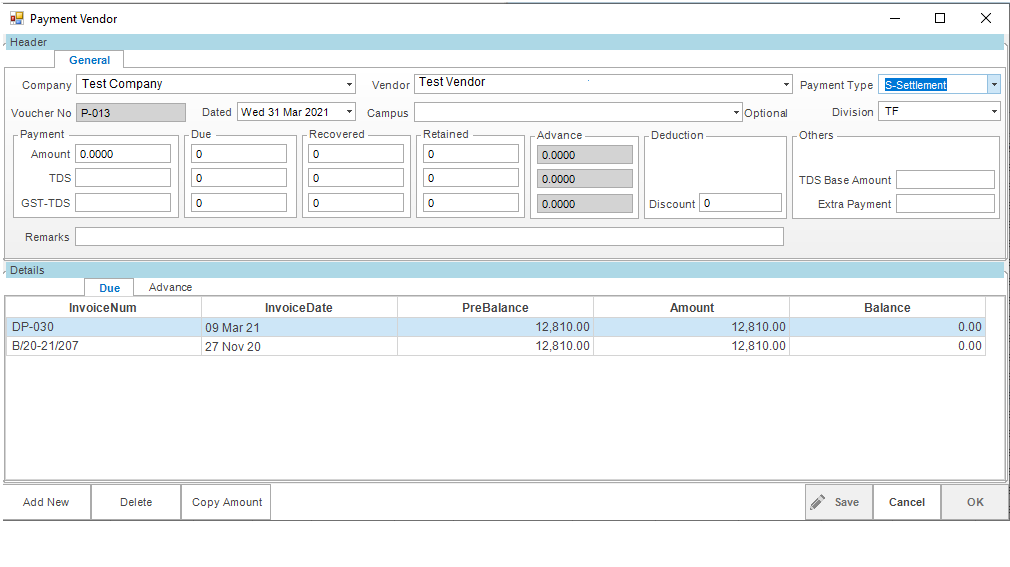 Payment Vendor
Header
General
Company Test Company Vendor Test Vendor Payment Type S-Settlement
Voucher No P-013 Dated Wed 31 Mar 2021 Campus Optional Division TF
Payment Due Recovered Retained Advance Deduction Others
Amount 0.0000 0 0 0 0.0000
TDS 0 0 0 0.0000 TDS Base Amount
GST-TDS 0 0 0 0.0000 Discount 0 Extra Payment
Remarks
Details
Due Advance
InvoiceNum InvoiceDate PreBalance Amount Balance
DP-030 09 Mar 21 12,810.00 12,810.00 0.00
B/20-21/207 27 Nov 20 12,810.00 12,810.00 0.00
Add New Delete Copy Amount Save Cancel OK